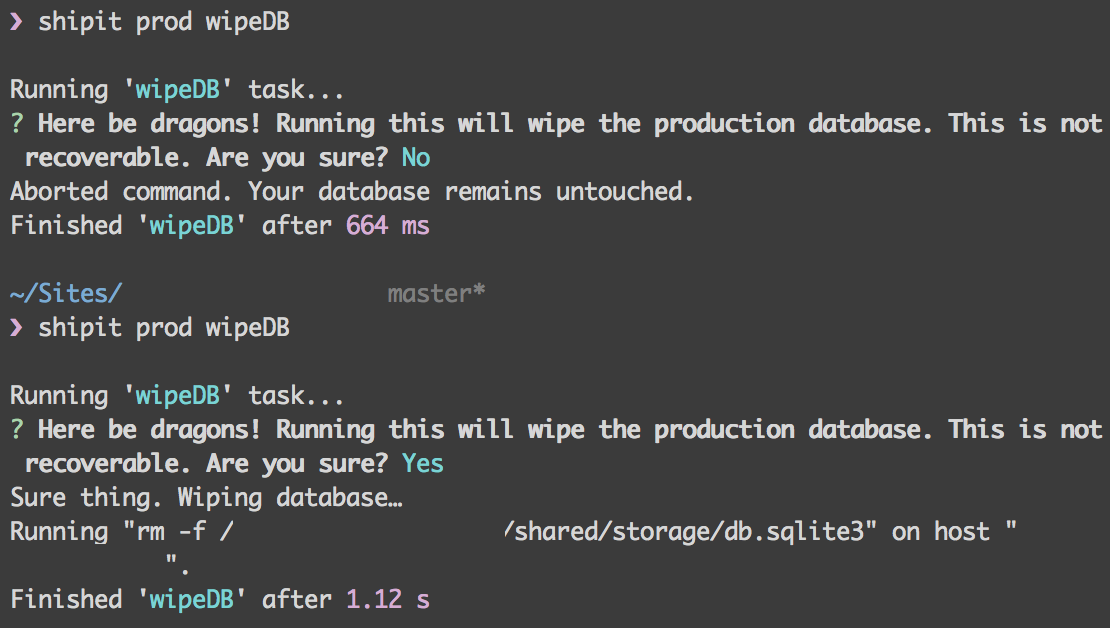 ❯ shipit prod wipeDB
Running 'wipeDB' task...
? Here be dragons! Running this will wipe the production database. This is not
recoverable. Are you sure? No
Aborted command. Your database remains untouched.
Finished 'wipeDB' after 664 ms
~/Sites/ master*
❯ shipit prod wipeDB
Running 'wipeDB' task...
? Here be dragons! Running this will wipe the production database. This is not
recoverable. Are you sure? Yes
Sure thing. Wiping database…
Running "rm -f / /shared/storage/db.sqlite3" on host "
".
Finished 'wipeDB' after 1.12 s